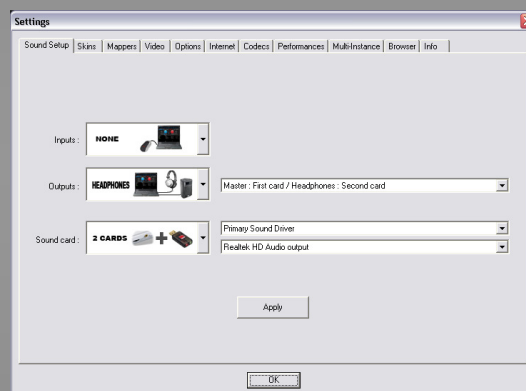 Settings
Sound Setup Skins Mappers Video Options Internet Codecs Performances Multi-Instance Browser Info
Inputs : NONE
Outputs : HEADPHONES Master : First card / Headphones : Second card
Sound card : 2 CARDS Primary Sound Driver
Realtek HD Audio output
Apply
OK